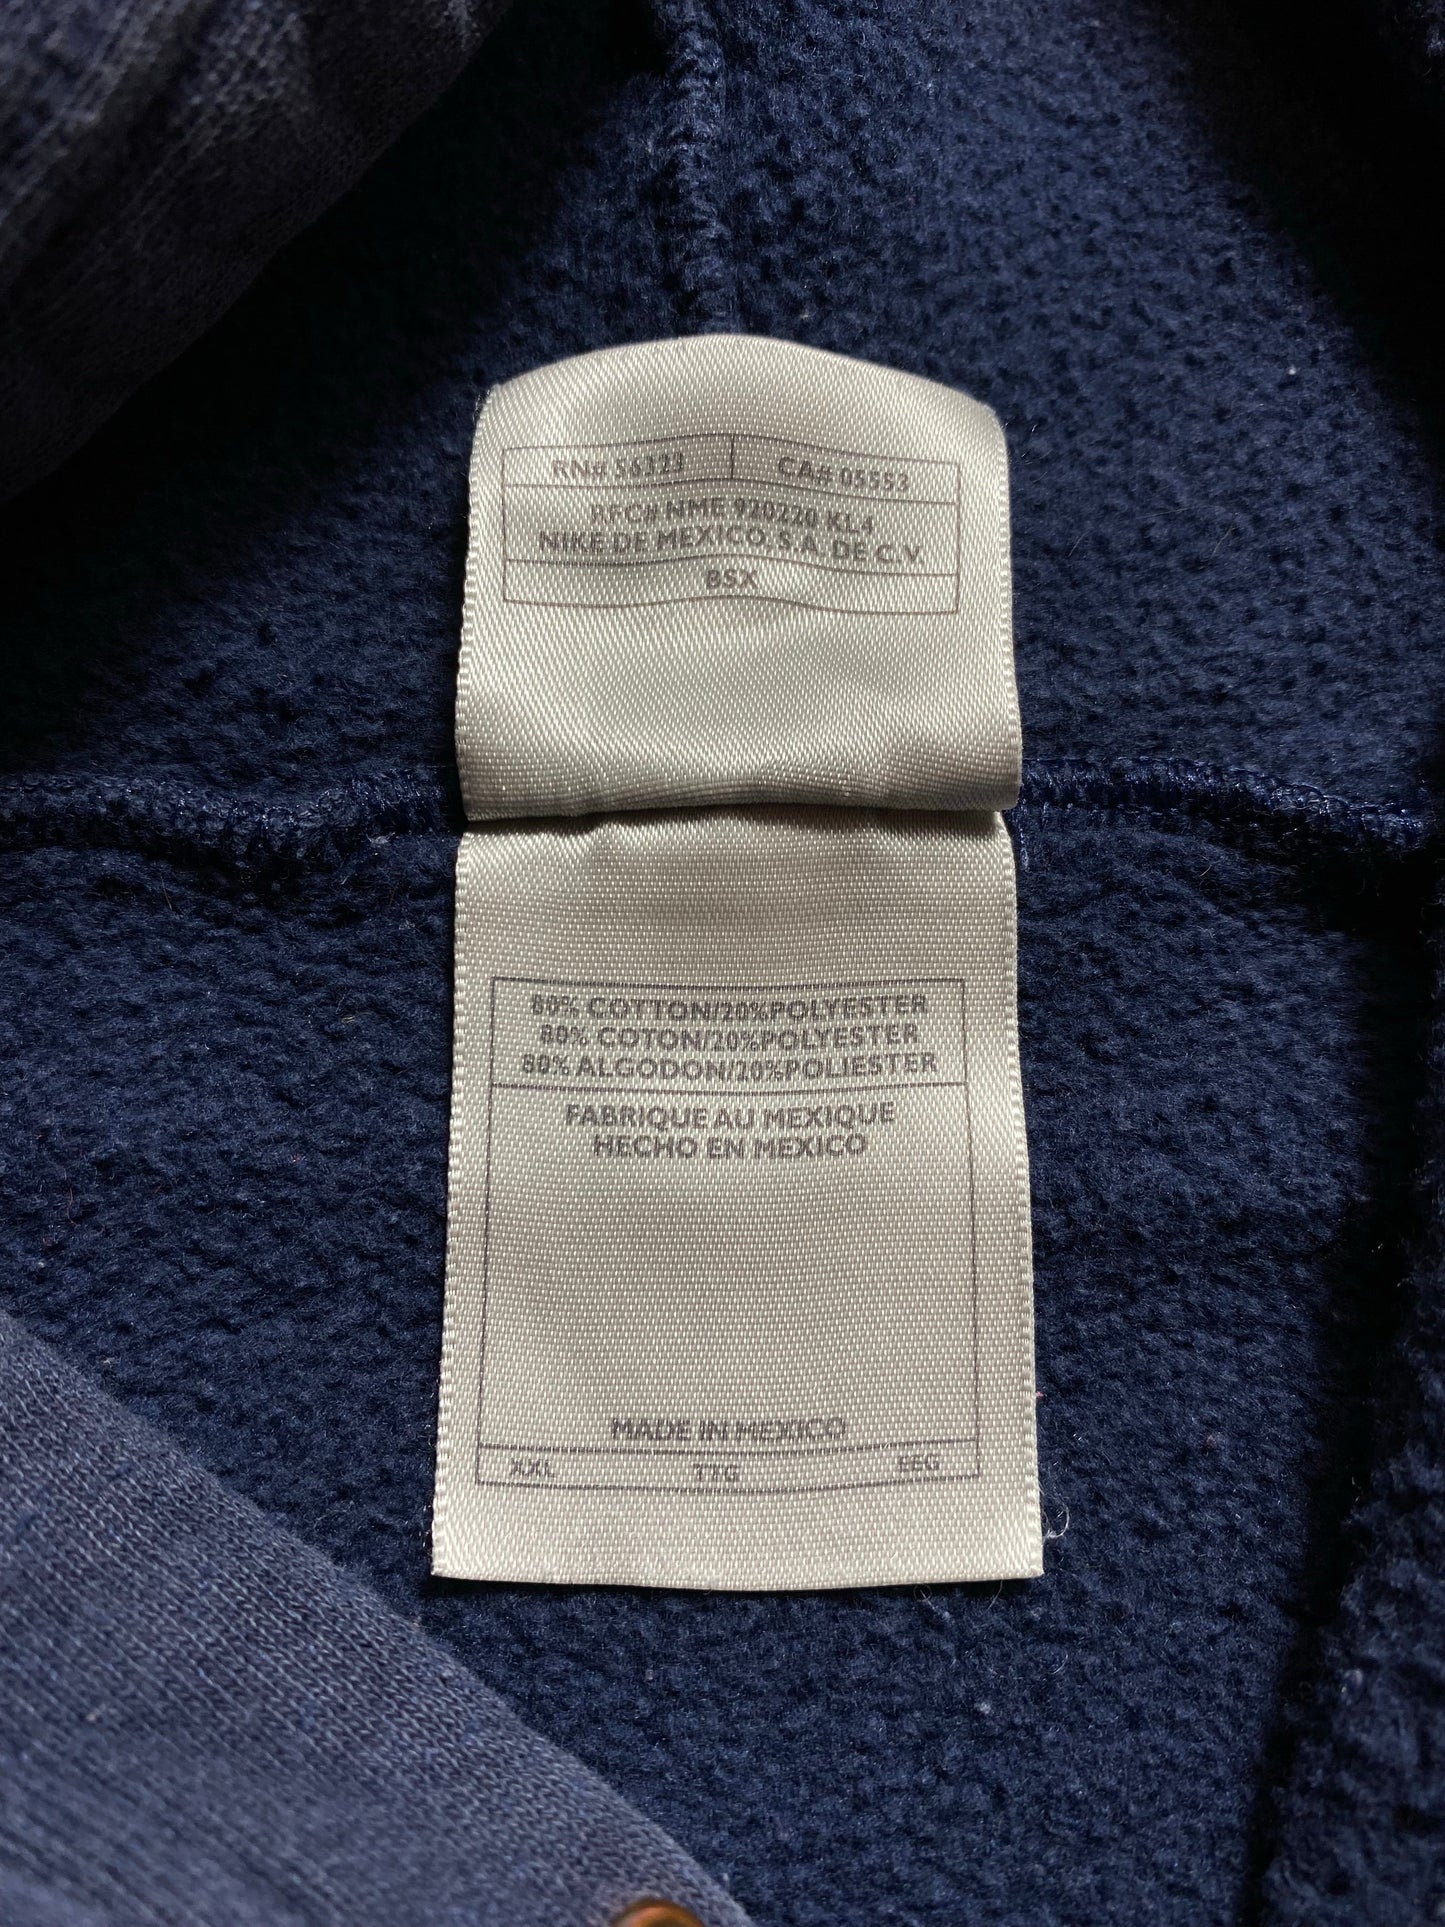 RN# 56323 CA# 05553
RFC# NME 920220 KL4
NIKE DE MEXICO S.A. DE C.V.
BSX
80% COTTON/20%POLYESTER
80% COTON/20%POLYESTER
80% ALGODON/20%POLIESTER
FABRIQUE AU MEXIQUE
HECHO EN MEXICO
MADE IN MEXICO
XXL TTG EEG